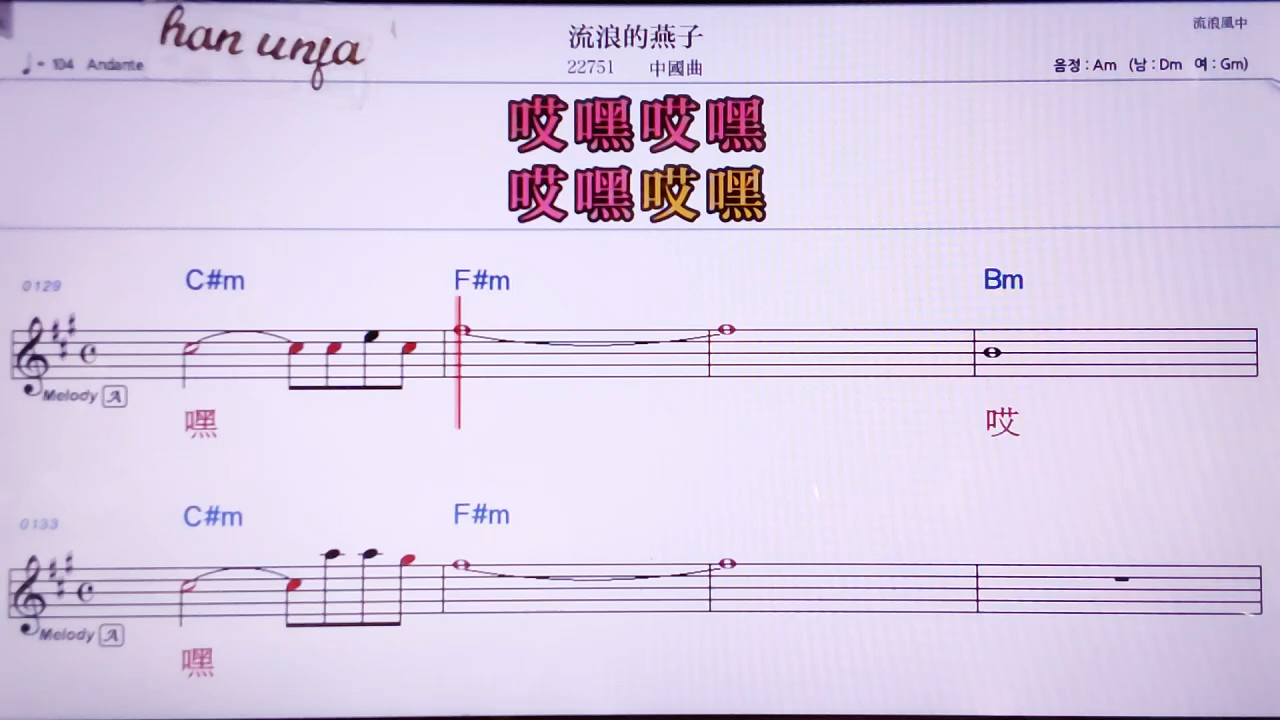 han unfa
流浪的燕子
流浪風中
♩= 104 Andante
22751 中國曲
음정 : Am (남 : Dm 여 : Gm)
哎嘿哎嘿
哎嘿哎嘿
0129 C#m F#m Bm
Melody A
嘿 哎
0133 C#m F#m
Melody A
嘿